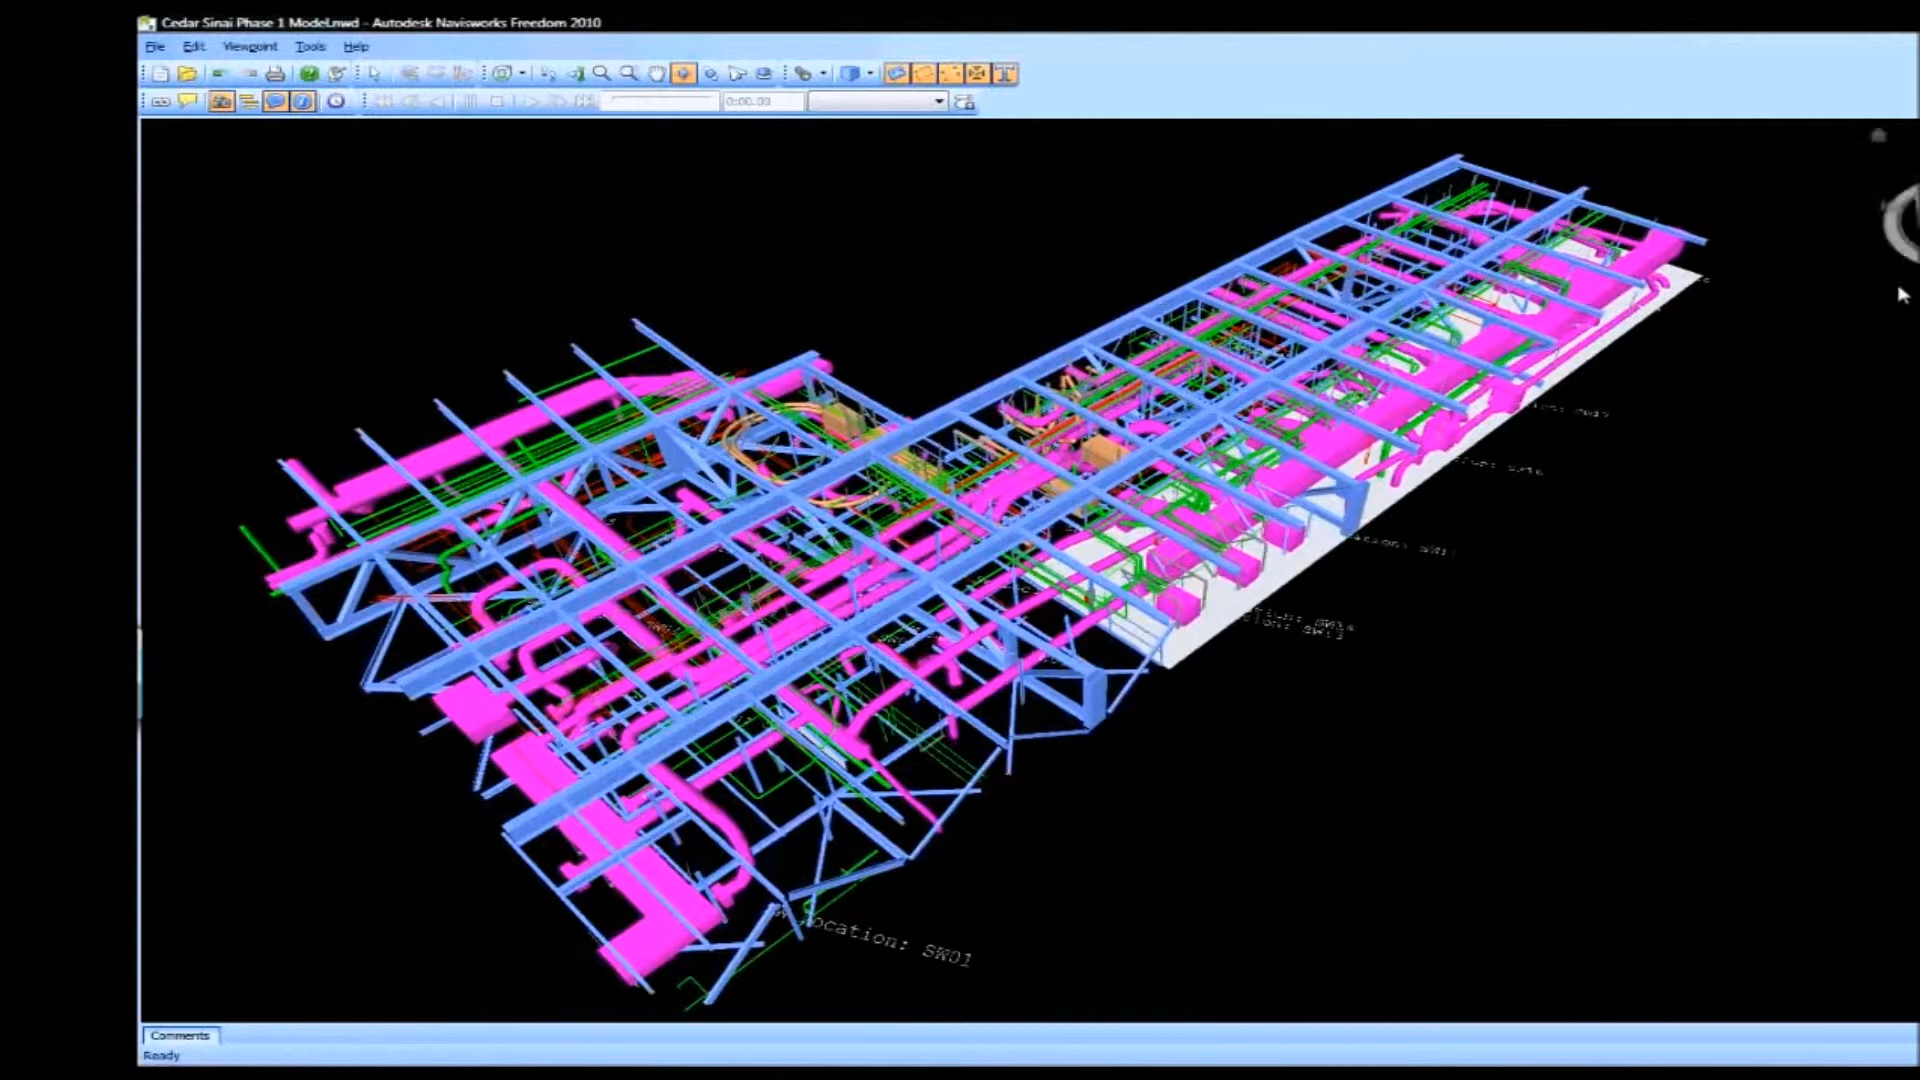 Cedar Sinai Phase 1 Model.nwd - Autodesk Navisworks Freedom 2010
File Edit Viewpoint Tools Help
0:00.00
Location: SW01
Comments
Ready